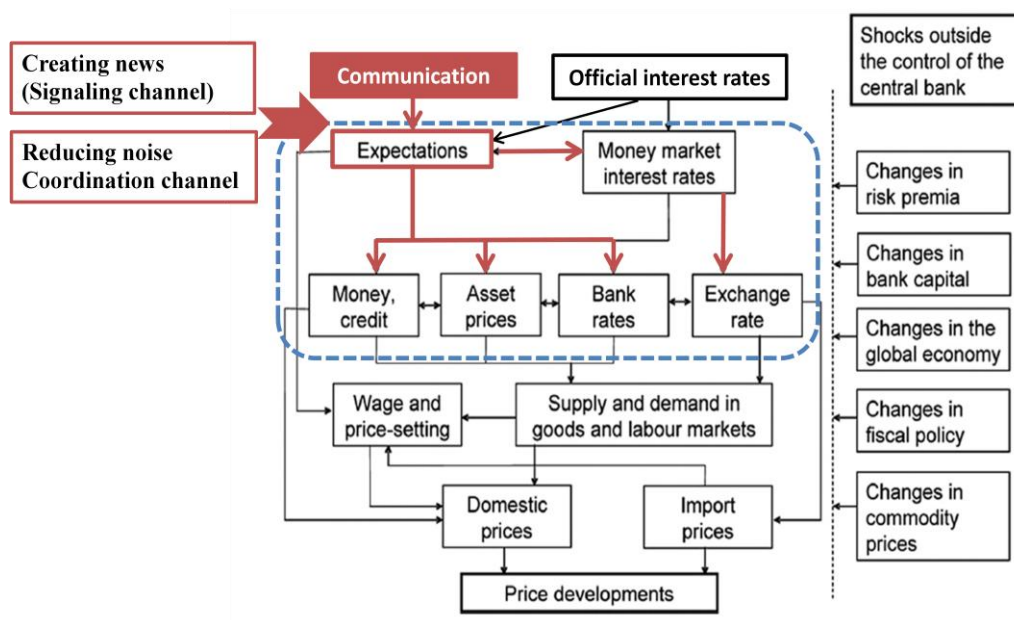 Creating news
(Signaling channel)
Reducing noise
Coordination channel
Communication
Official interest rates
Expectations
Money market
interest rates
Money,
credit
Asset
prices
Bank
rates
Exchange
rate
Wage and
price-setting
Supply and demand in
goods and labour markets
Domestic
prices
Import
prices
Price developments
Shocks outside
the control of the
central bank
Changes in
risk premia
Changes in
bank capital
Changes in the
global economy
Changes in
fiscal policy
Changes in
commodity
prices